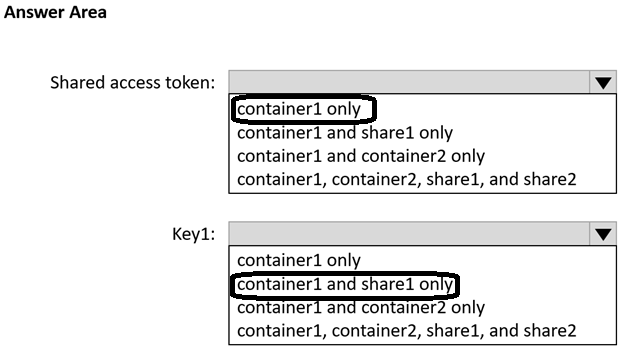 Answer Area
Shared access token:
container1 only
container1 and share1 only
container1 and container2 only
container1, container2, share1, and share2
Key1:
container1 only
container1 and share1 only
container1 and container2 only
container1, container2, share1, and share2